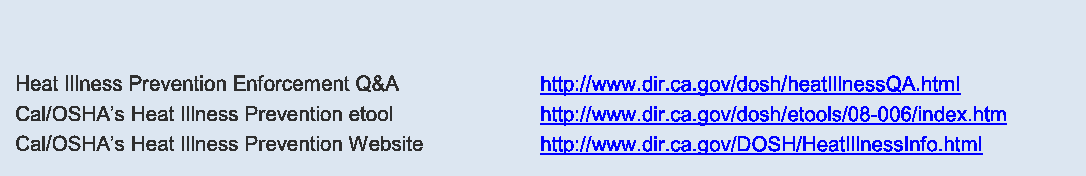 Heat Illness Prevention Enforcement Q&A http://www.dir.ca.gov/dosh/heatIllnessQA.html
Cal/OSHA's Heat Illness Prevention etool http://www.dir.ca.gov/dosh/etools/08-006/index.htm
Cal/OSHA's Heat Illness Prevention Website http://www.dir.ca.gov/DOSH/HeatIllnessInfo.html